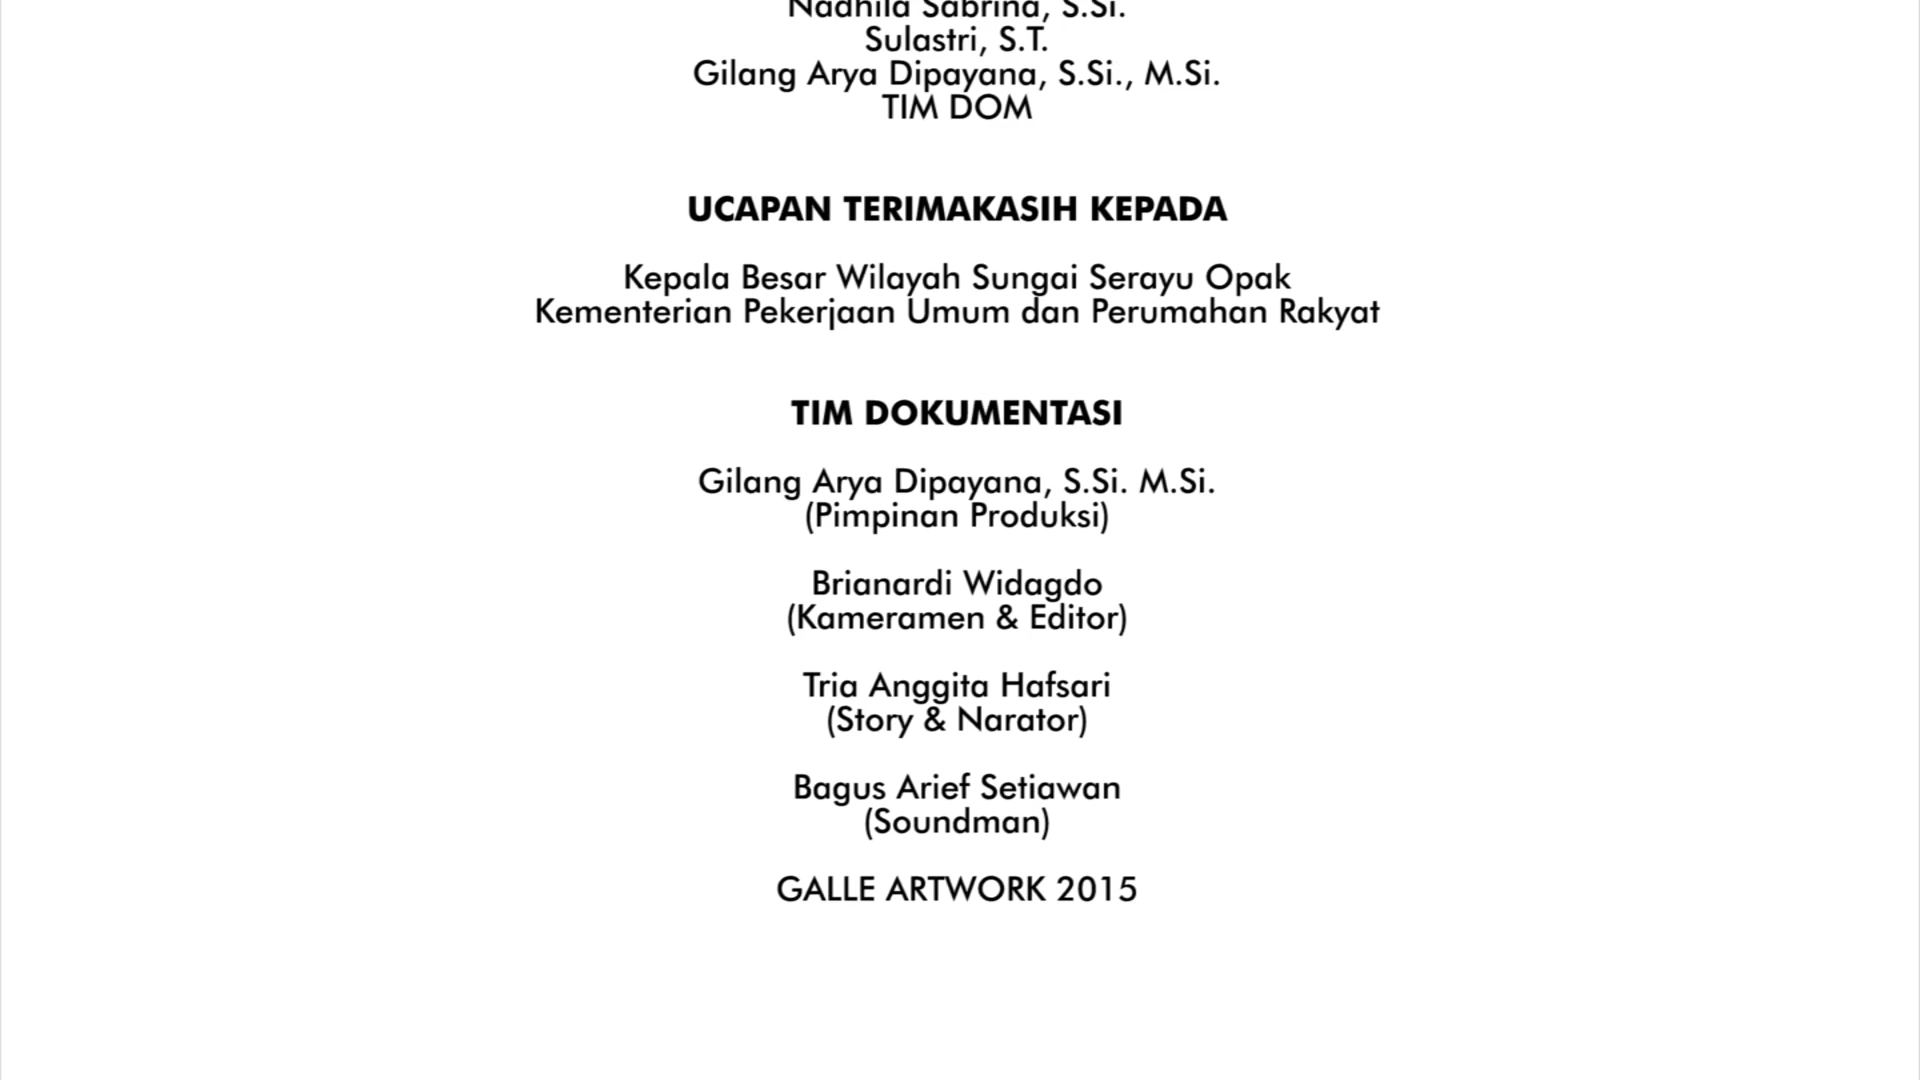 Nadhila Sabrina, S.Si.
Sulastri, S.T.
Gilang Arya Dipayana, S.Si., M.Si.
TIM DOM
UCAPAN TERIMAKASIH KEPADA
Kepala Besar Wilayah Sungai Serayu Opak
Kementerian Pekerjaan Umum dan Perumahan Rakyat
TIM DOKUMENTASI
Gilang Arya Dipayana, S.Si. M.Si.
(Pimpinan Produksi)
Brianardi Widagdo
(Kameramen & Editor)
Tria Anggita Hafsari
(Story & Narator)
Bagus Arief Setiawan
(Soundman)
GALLE ARTWORK 2015